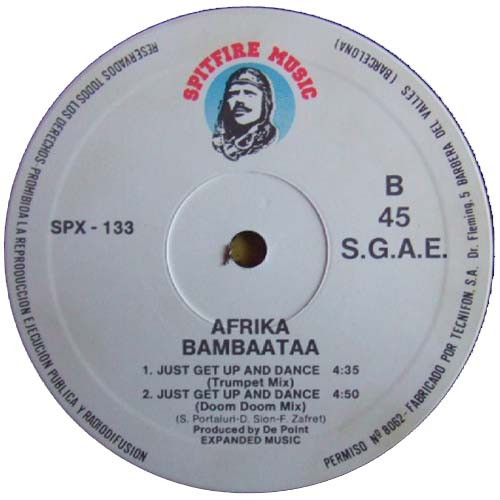 SPITFIRE MUSIC
RESERVADOS TODOS LOS DERECHOS· PROHIBIDA LA REPRODUCCION EJECUCION PUBLICA Y RADIODIFUSION
PERMISO Nº 8062- FABRICADO POR TECNIFON, S.A. Dr. Fleming, 5 BARBERA DEL VALLES (BARCELONA)
SPX - 133
B
45
S.G.A.E.
AFRIKA
BAMBAATAA
1. JUST GET UP AND DANCE 4:35
(Trumpet Mix)
2. JUST GET UP AND DANCE 4:50
(Doom Doom Mix)
(S. Portaluri-D. Sion-F. Zafret)
Produced by De Point
EXPANDED MUSIC